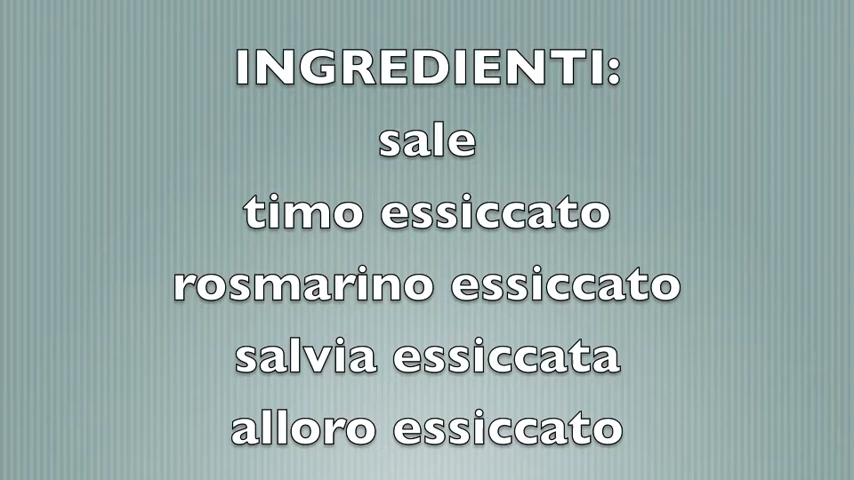 INGREDIENTI:
sale
timo essiccato
rosmarino essiccato
salvia essiccata
alloro essiccato